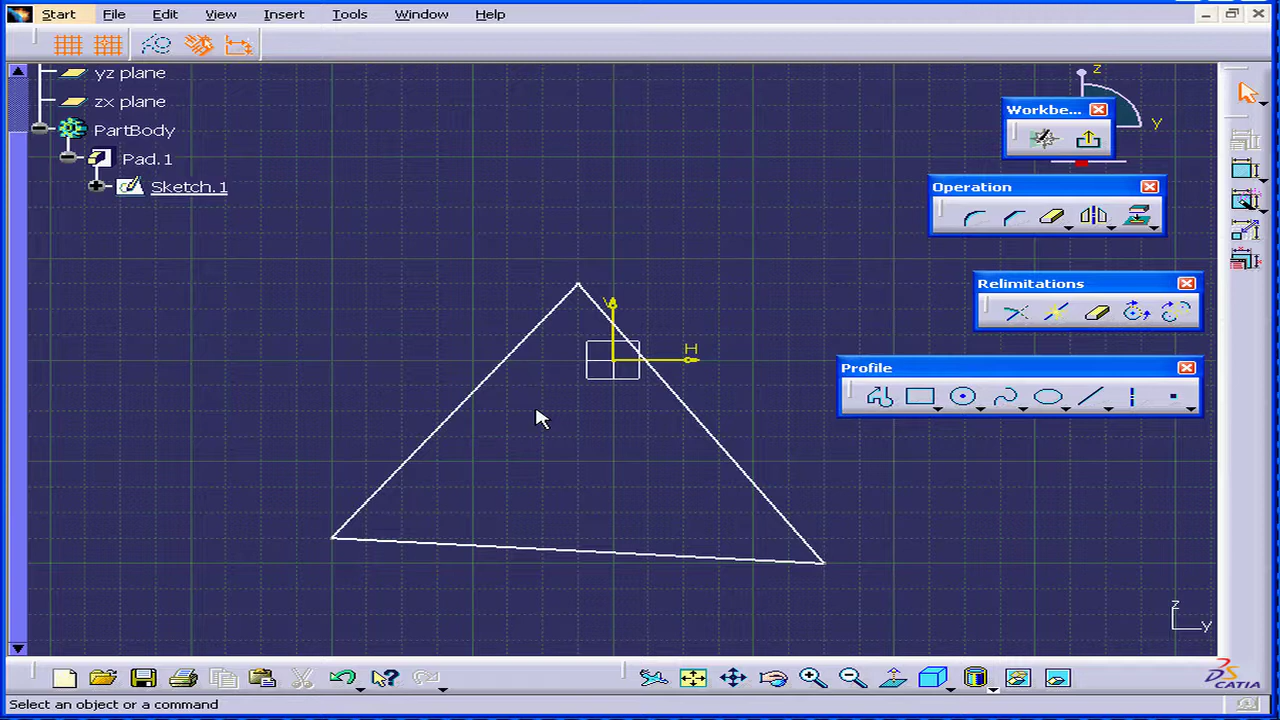 Start File Edit View Insert Tools Window Help
yz plane
zx plane
PartBody
Pad.1
Sketch.1
z
y
Workbe...
Operation
Relimitations
Profile
V
H
z
y
CATIA
Select an object or a command